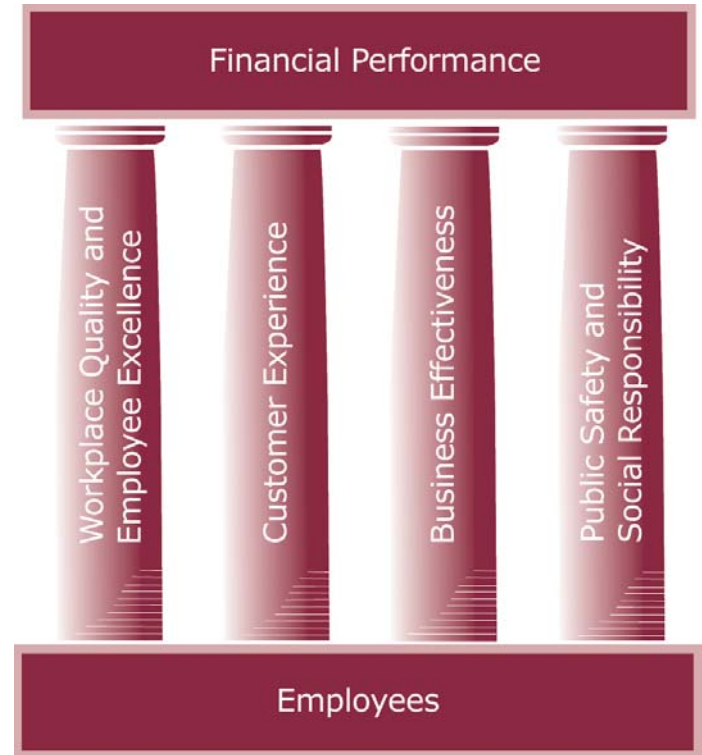 Financial Performance
Workplace Quality and
Employee Excellence
Customer Experience
Business Effectiveness
Public Safety and
Social Responsibility
Employees